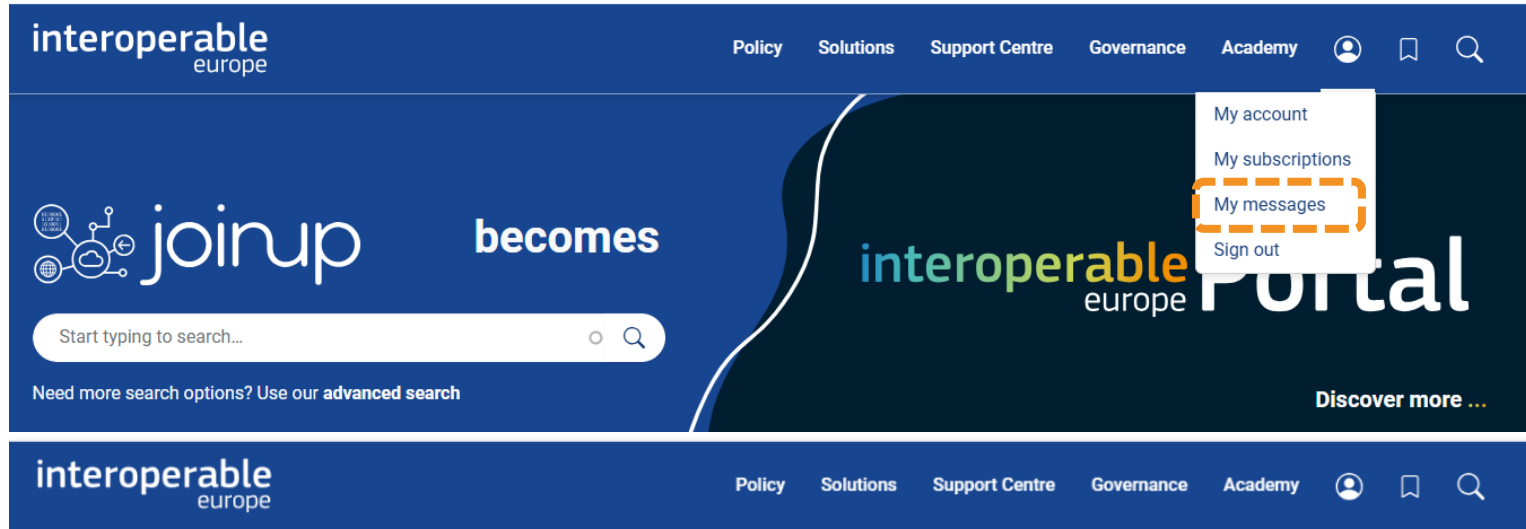 interoperable
europe
Policy Solutions Support Centre Governance Academy
My account
My subscriptions
My messages
Sign out
joinup becomes
interoperable
europe Portal
Start typing to search...
Need more search options? Use our advanced search
Discover more ...
interoperable
europe
Policy Solutions Support Centre Governance Academy